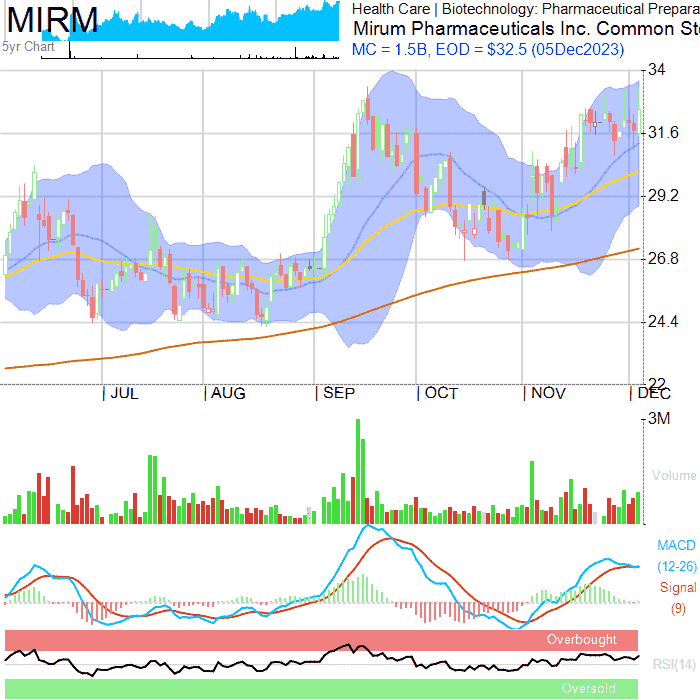 MIRM
Health Care | Biotechnology: Pharmaceutical Prepara
Mirum Pharmaceuticals Inc. Common Sto
MC = 1.5B, EOD = $32.5 (05Dec2023)
5yr Chart
34
31.6
29.2
26.8
24.4
22
JUL AUG SEP OCT NOV DEC
3M
Volume
MACD
(12-26)
Signal
(9)
Overbought
RSI(14)
Oversold